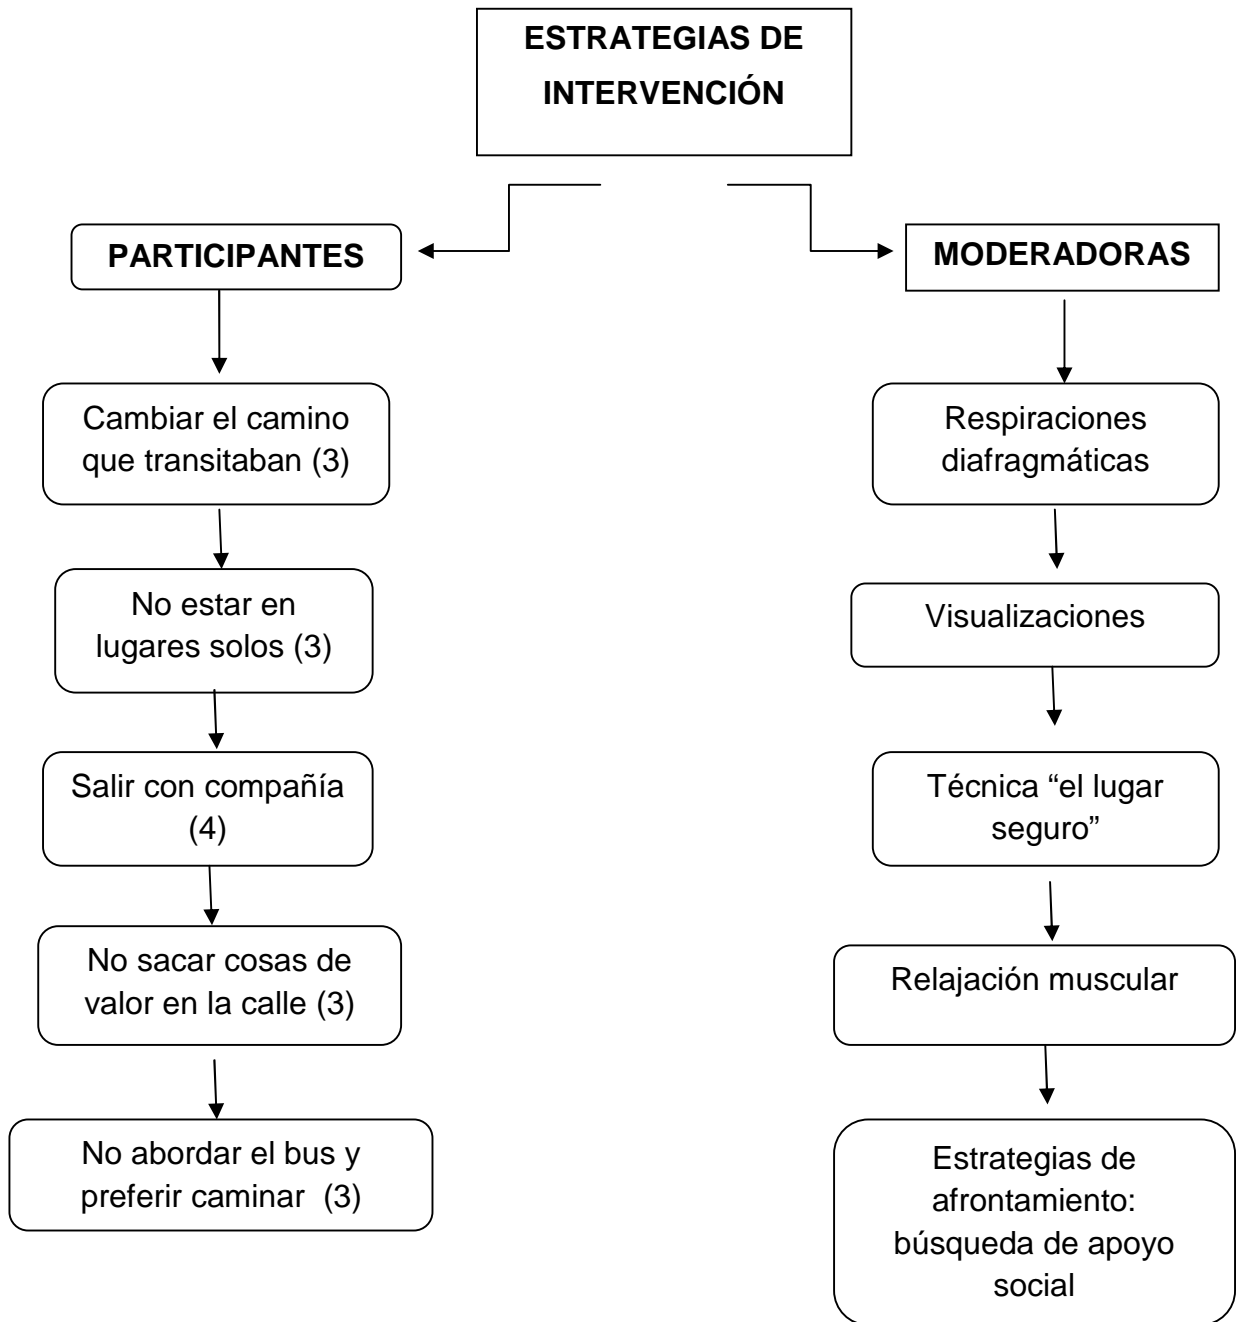 ESTRATEGIAS DE
INTERVENCIÓN
PARTICIPANTES
Cambiar el camino
que transitaban (3)
No estar en
lugares solos (3)
Salir con compañía
(4)
No sacar cosas de
valor en la calle (3)
No abordar el bus y
preferir caminar (3)
MODERADORAS
Respiraciones
diafragmáticas
Visualizaciones
Técnica “el lugar
seguro”
Relajación muscular
Estrategias de
afrontamiento:
búsqueda de apoyo
social